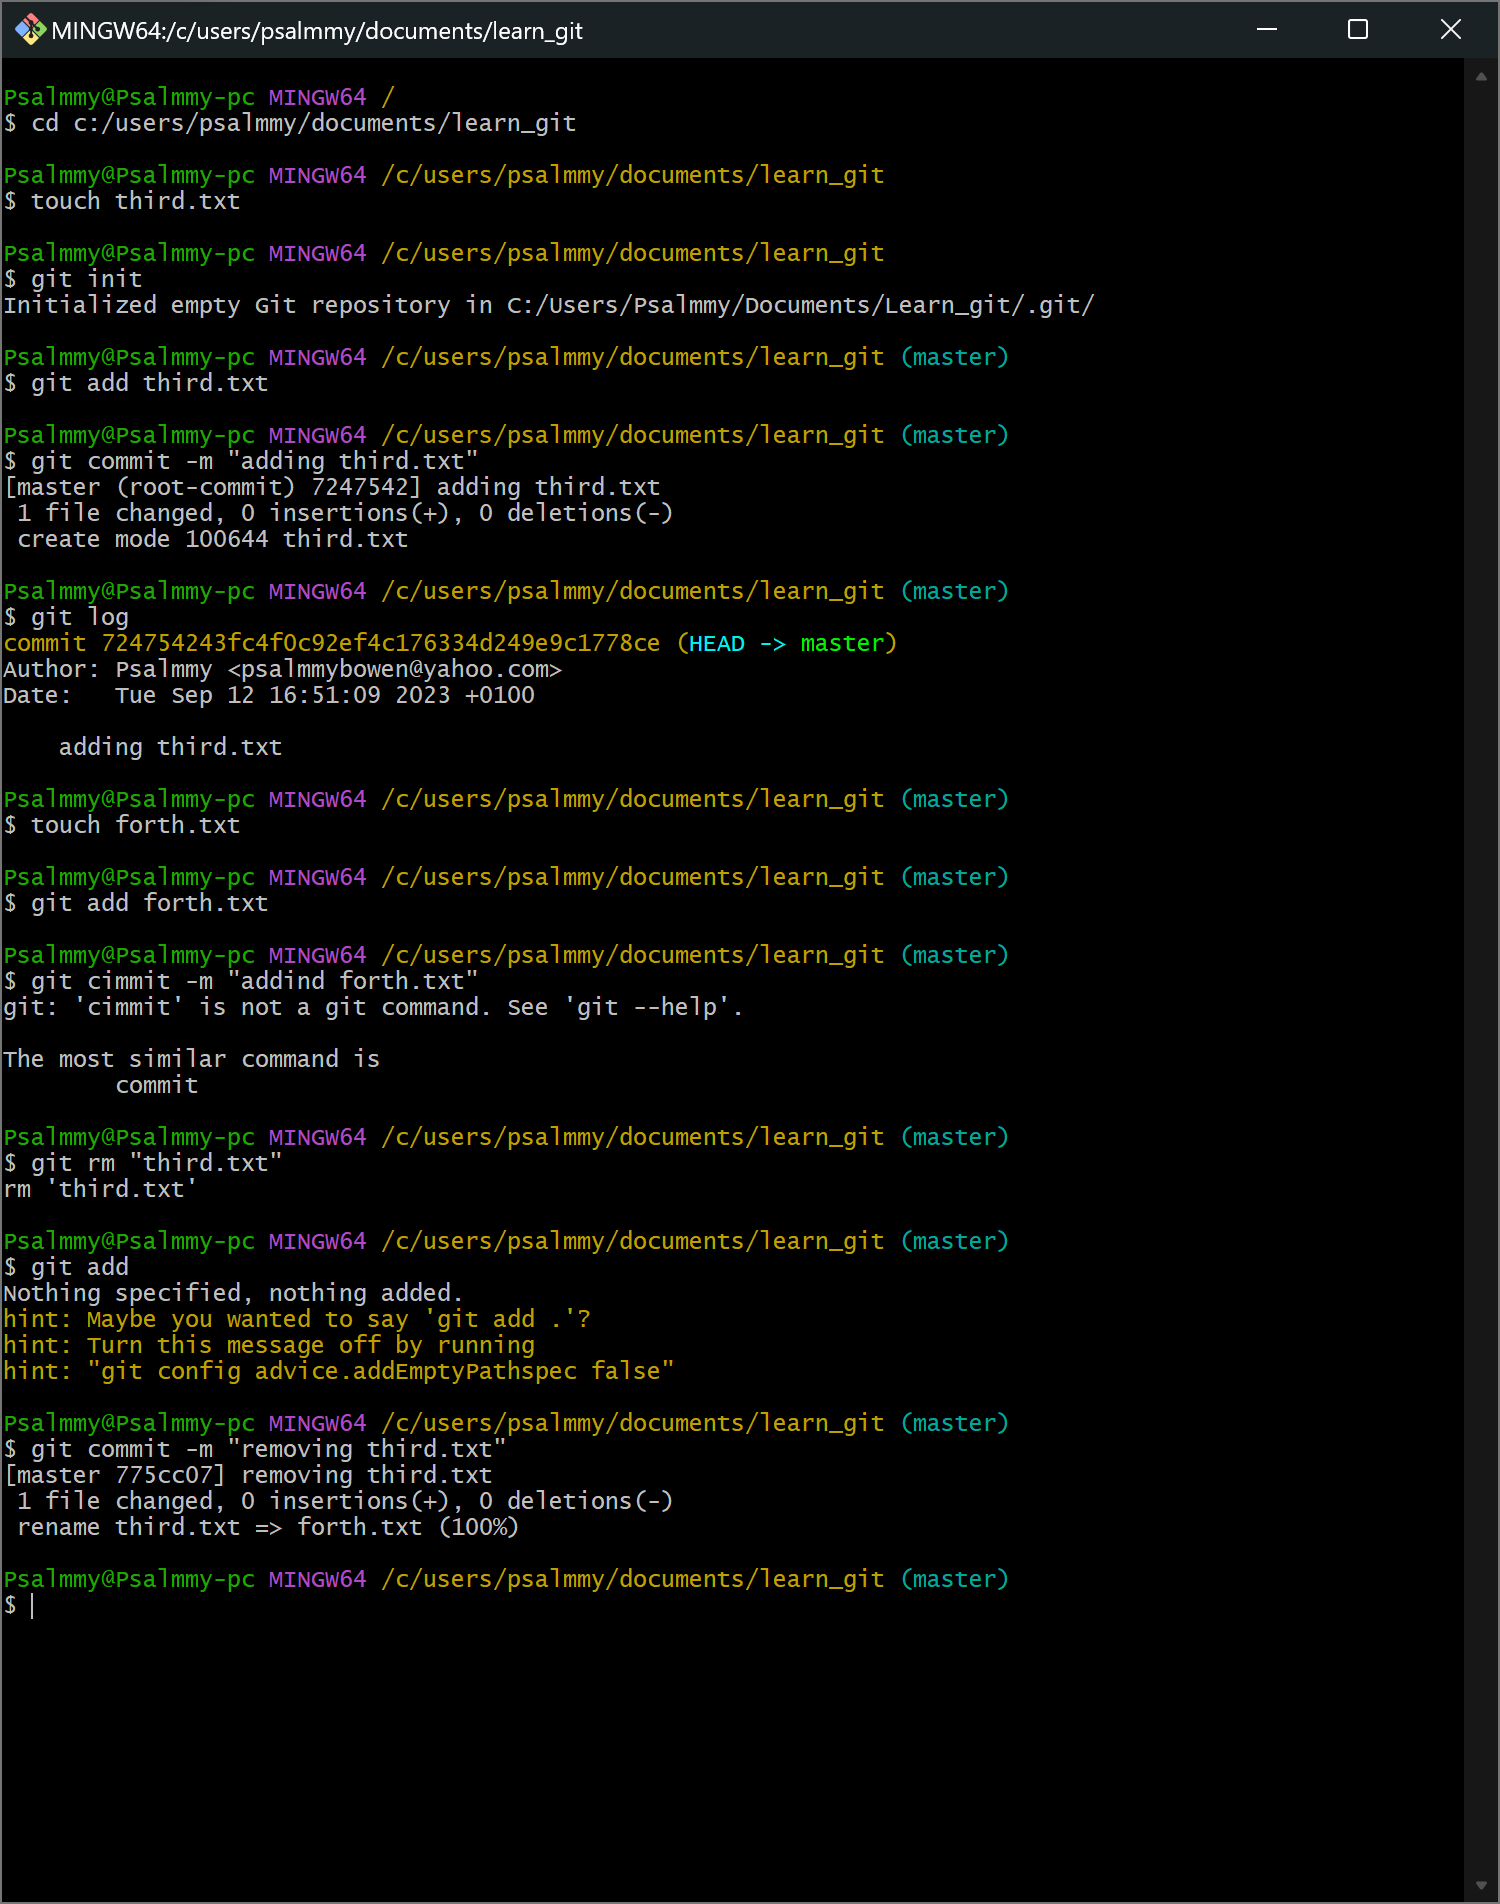 MINGW64:/c/users/psalmmy/documents/learn_git
Psalmmy@Psalmmy-pc MINGW64 /
$ cd c:/users/psalmmy/documents/learn_git
Psalmmy@Psalmmy-pc MINGW64 /c/users/psalmmy/documents/learn_git
$ touch third.txt
Psalmmy@Psalmmy-pc MINGW64 /c/users/psalmmy/documents/learn_git
$ git init
Initialized empty Git repository in C:/Users/Psalmmy/Documents/Learn_git/.git/
Psalmmy@Psalmmy-pc MINGW64 /c/users/psalmmy/documents/learn_git (master)
$ git add third.txt
Psalmmy@Psalmmy-pc MINGW64 /c/users/psalmmy/documents/learn_git (master)
$ git commit -m "adding third.txt"
[master (root-commit) 7247542] adding third.txt
 1 file changed, 0 insertions(+), 0 deletions(-)
 create mode 100644 third.txt
Psalmmy@Psalmmy-pc MINGW64 /c/users/psalmmy/documents/learn_git (master)
$ git log
commit 724754243fc4f0c92ef4c176334d249e9c1778ce (HEAD -> master)
Author: Psalmmy <psalmmybowen@yahoo.com>
Date:   Tue Sep 12 16:51:09 2023 +0100
    adding third.txt
Psalmmy@Psalmmy-pc MINGW64 /c/users/psalmmy/documents/learn_git (master)
$ touch forth.txt
Psalmmy@Psalmmy-pc MINGW64 /c/users/psalmmy/documents/learn_git (master)
$ git add forth.txt
Psalmmy@Psalmmy-pc MINGW64 /c/users/psalmmy/documents/learn_git (master)
$ git cimmit -m "addind forth.txt"
git: 'cimmit' is not a git command. See 'git --help'.
The most similar command is
        commit
Psalmmy@Psalmmy-pc MINGW64 /c/users/psalmmy/documents/learn_git (master)
$ git rm "third.txt"
rm 'third.txt'
Psalmmy@Psalmmy-pc MINGW64 /c/users/psalmmy/documents/learn_git (master)
$ git add
Nothing specified, nothing added.
hint: Maybe you wanted to say 'git add .'?
hint: Turn this message off by running
hint: "git config advice.addEmptyPathspec false"
Psalmmy@Psalmmy-pc MINGW64 /c/users/psalmmy/documents/learn_git (master)
$ git commit -m "removing third.txt"
[master 775cc07] removing third.txt
 1 file changed, 0 insertions(+), 0 deletions(-)
 rename third.txt => forth.txt (100%)
Psalmmy@Psalmmy-pc MINGW64 /c/users/psalmmy/documents/learn_git (master)
$